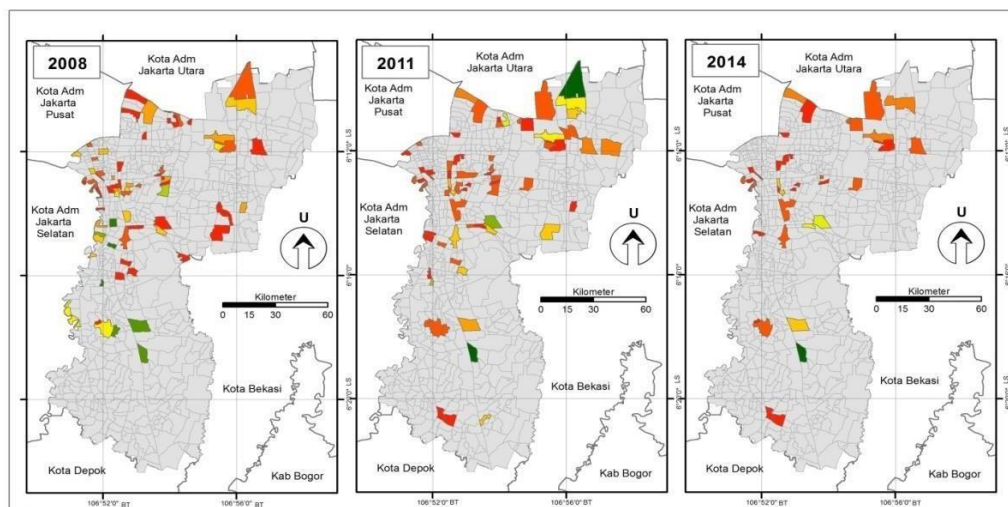 2008
Kota Adm
Jakarta Utara
Kota Adm
Jakarta
Pusat
Kota Adm
Jakarta
Selatan
U
Kilometer
0 15 30 60
Kota Bekasi
Kota Depok
Kab Bogor
106°52'0" BT
106°56'0" BT
2011
Kota Adm
Jakarta Utara
Kota Adm
Jakarta
Pusat
Kota Adm
Jakarta
Selatan
U
Kilometer
0 15 30 60
Kota Bekasi
Kota Depok
Kab Bogor
106°52'0" BT
106°56'0" BT
2014
Kota Adm
Jakarta Utara
Kota Adm
Jakarta
Pusat
Kota Adm
Jakarta
Selatan
U
Kilometer
0 15 30 60
Kota Bekasi
Kota Depok
Kab Bogor
106°52'0" BT
106°56'0" BT